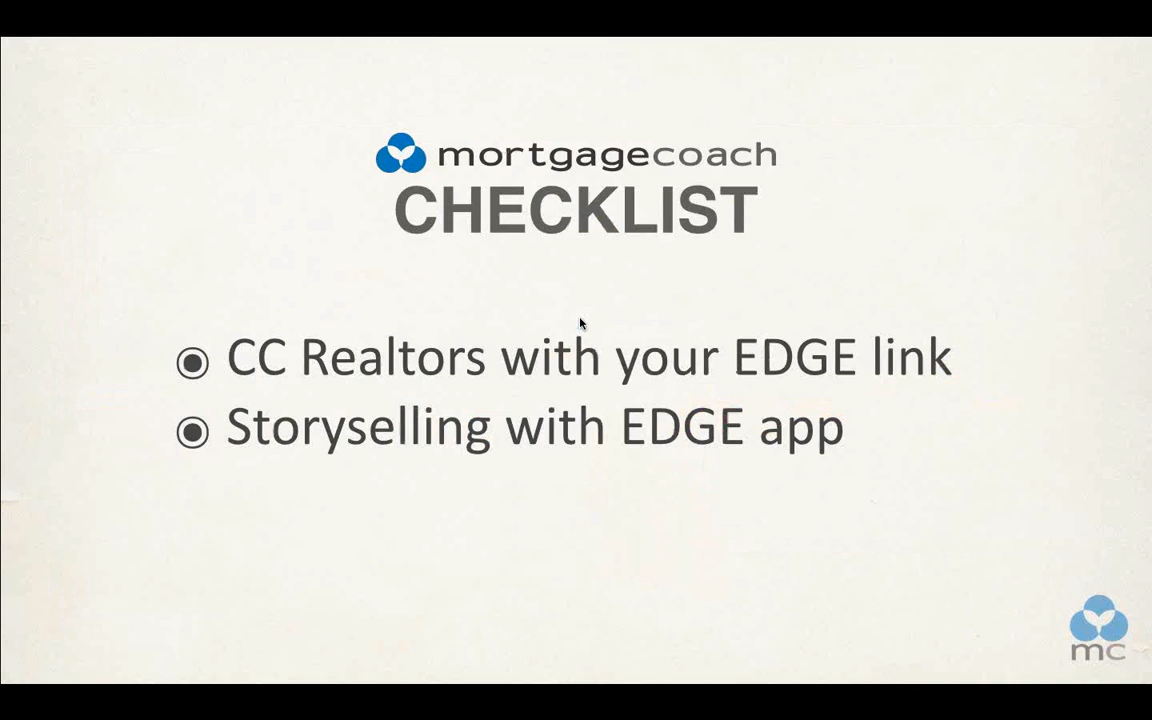 mortgagecoach
CHECKLIST
CC Realtors with your EDGE link
Storyselling with EDGE app
mc